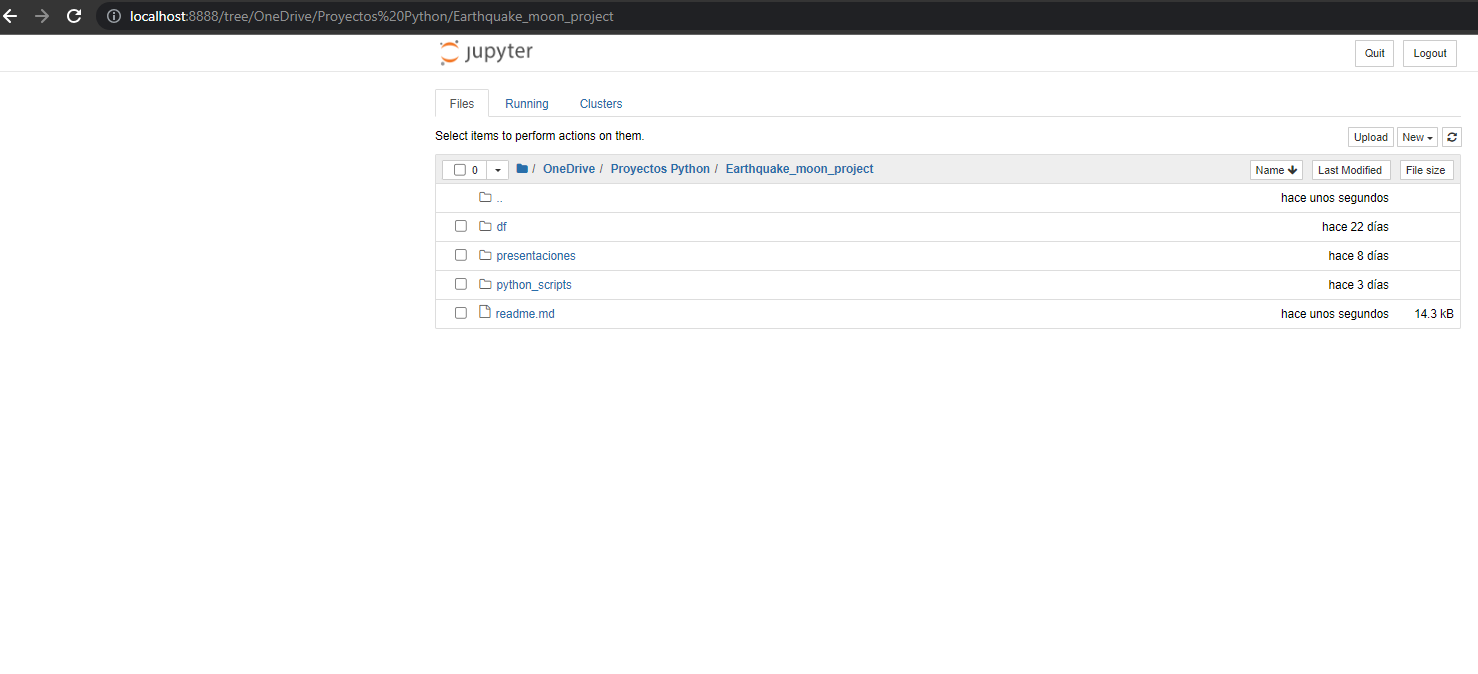 localhost:8888/tree/OneDrive/Proyectos%20Python/Earthquake_moon_project
jupyter
Quit Logout
Files Running Clusters
Select items to perform actions on them.
Upload New
0 / OneDrive / Proyectos Python / Earthquake_moon_project Name Last Modified File size
.. hace unos segundos
df hace 22 días
presentaciones hace 8 días
python_scripts hace 3 días
readme.md hace unos segundos 14.3 kB